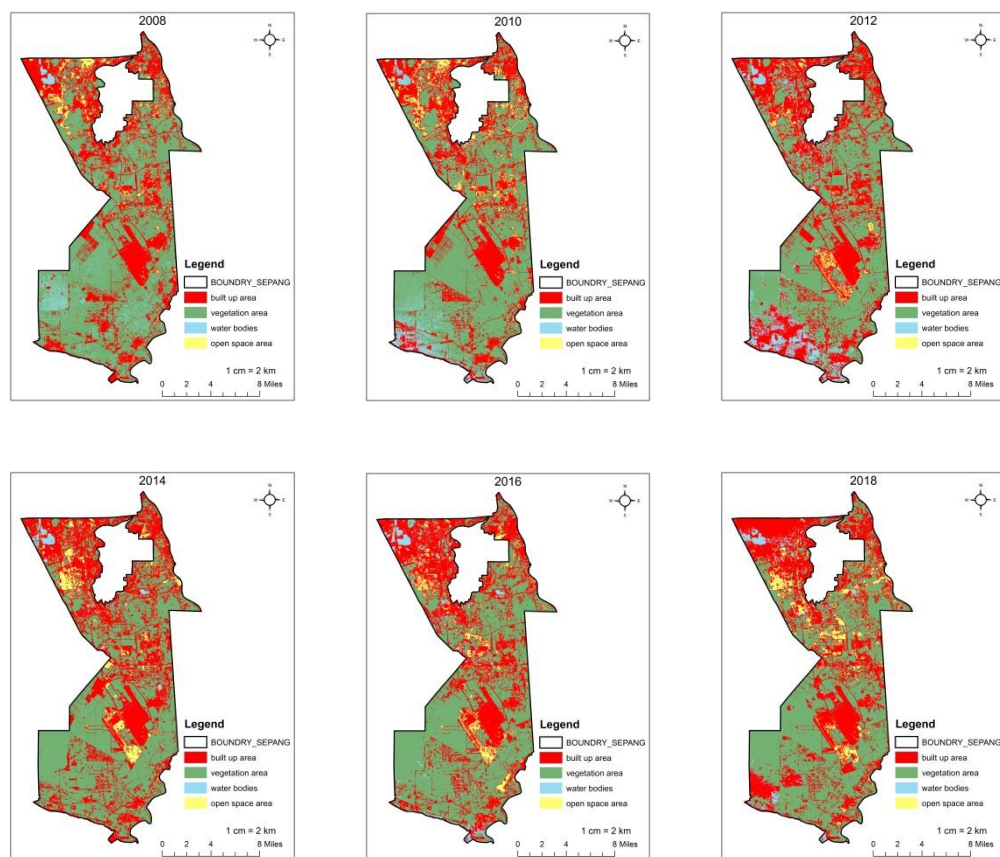 2008
N
W E
S
Legend
BOUNDRY_SEPANG
built up area
vegetation area
water bodies
open space area
1 cm = 2 km
0 2 4 8 Miles
2010
N
W E
S
Legend
BOUNDRY_SEPANG
built up area
vegetation area
water bodies
open space area
1 cm = 2 km
0 2 4 8 Miles
2012
N
W E
S
Legend
BOUNDRY_SEPANG
built up area
vegetation area
water bodies
open space area
1 cm = 2 km
0 2 4 8 Miles
2014
N
W E
S
Legend
BOUNDRY_SEPANG
built up area
vegetation area
water bodies
open space area
1 cm = 2 km
0 2 4 8 Miles
2016
N
W E
S
Legend
BOUNDRY_SEPANG
built up area
vegetation area
water bodies
open space area
1 cm = 2 km
0 2 4 8 Miles
2018
N
W E
S
Legend
BOUNDRY_SEPANG
built up area
vegetation area
water bodies
open space area
1 cm = 2 km
0 2 4 8 Miles